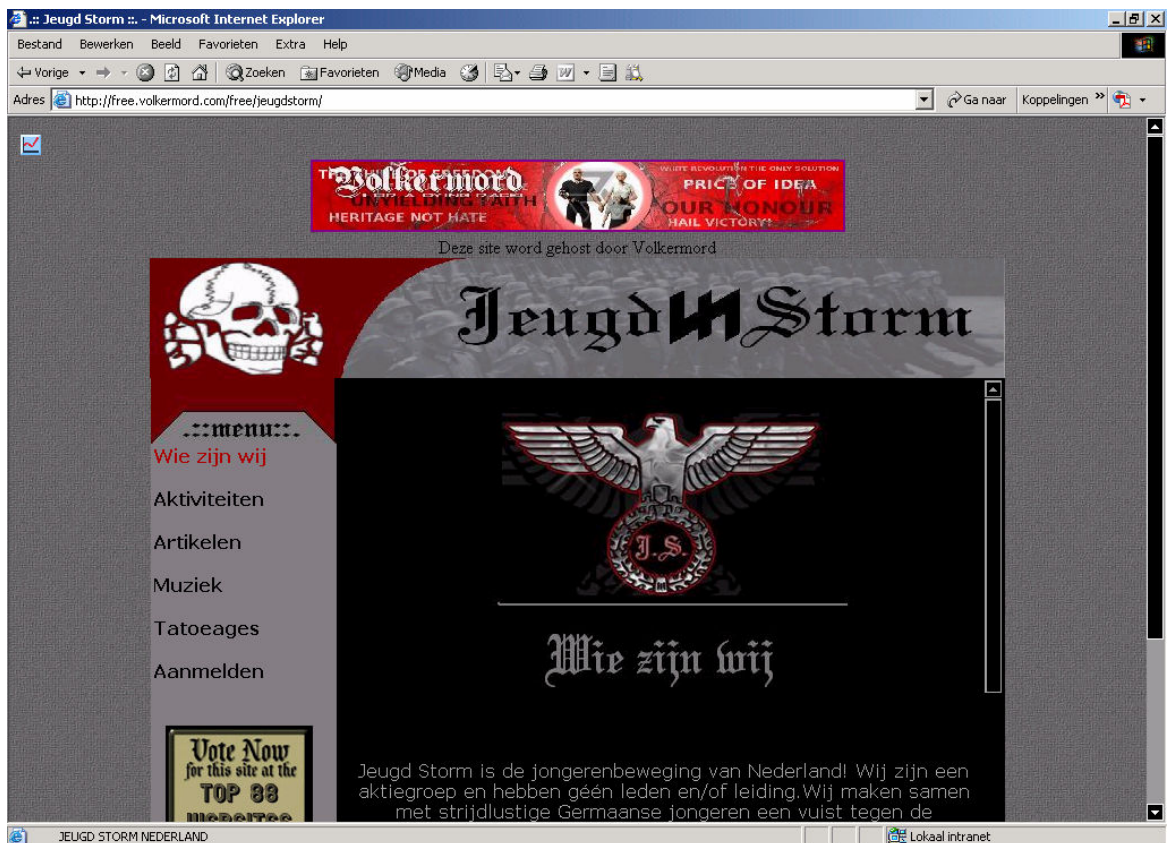 .:: Jeugd Storm ::. - Microsoft Internet Explorer
Bestand Bewerken Beeld Favorieten Extra Help
Vorige Zoeken Favorieten Media
Adres http://free.volkermord.com/free/jeugdstorm/ Ga naar Koppelingen
WHITE REVOLUTION THE ONLY SOLUTION
Volkermord
PRICE OF IDEA
UNYIELDING FAITH
OUR HONOUR
HERITAGE NOT HATE
HAIL VICTORY!
Deze site word gehost door Volkermord
Jeugd Storm
.::menu::.
Wie zijn wij
Aktiviteiten
Artikelen
Muziek
Tatoeages
Aanmelden
J.S.
Wie zijn wij
Vote Now
for this site at the
TOP 88
WEBSITES
Jeugd Storm is de jongerenbeweging van Nederland! Wij zijn een
aktiegroep en hebben géén leden en/of leiding.Wij maken samen
met strijdlustige Germaanse jongeren een vuist tegen de
JEUGD STORM NEDERLAND Lokaal intranet